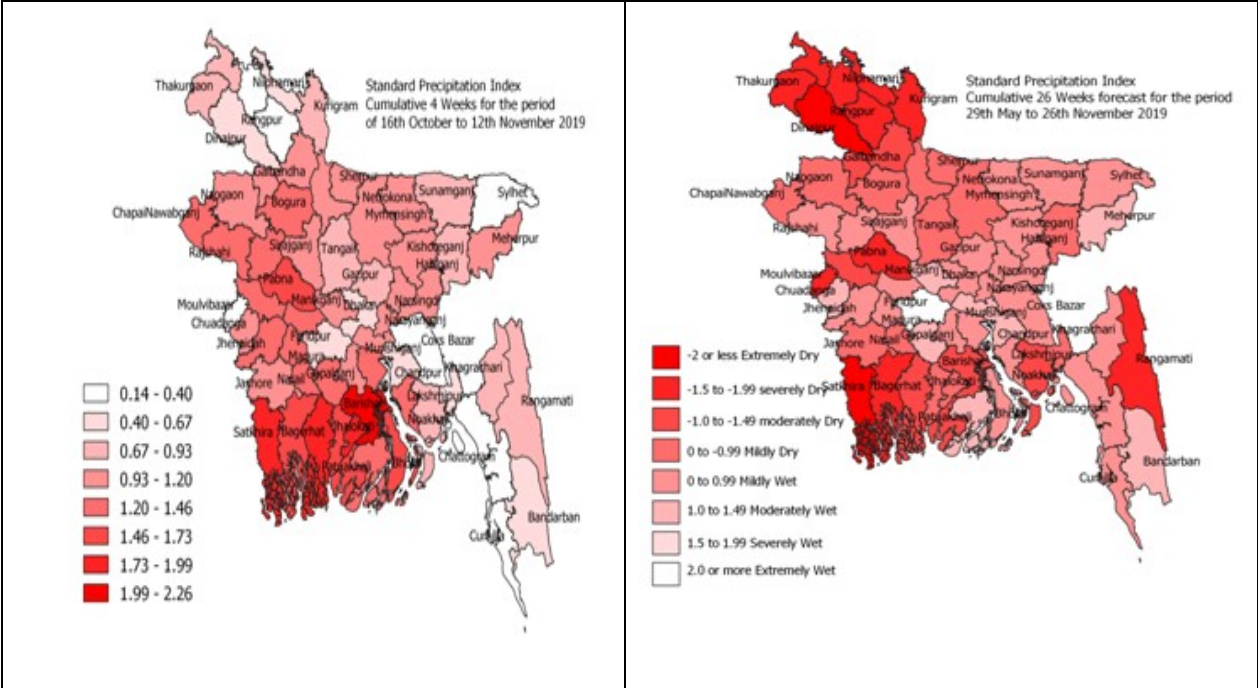 Standard Precipitation Index
Cumulative 4 Weeks for the period
of 16th October to 12th November 2019
Thakurgaon
Nilphamari
Kurigram
Rangpur
Dinajpur
Gaibandha
Sherpur
Naogaon
Bogura
Netrokona
Sunamganj
Sylhet
ChapaiNawabganj
Mymensingh
Rajshahi
Sirajganj
Tangail
Kishoreganj
Meherpur
Habiganj
Pabna
Gazipur
Moulvibazar
Manikganj
Dhaka
Narsingdi
Chuadanga
Narayanganj
Jhenaidah
Faridpur
Munshiganj
Coks Bazar
Magura
Chandpur
Khagrachari
Jashore
Narail
Gopalganj
Lakshmipur
Rangamati
Barishal
Noakhali
Satkhira
Bagerhat
Jhalokati
Chattogram
Patuakhali
Bhola
Bandarban
Cumilla
0.14 - 0.40
0.40 - 0.67
0.67 - 0.93
0.93 - 1.20
1.20 - 1.46
1.46 - 1.73
1.73 - 1.99
1.99 - 2.26
Standard Precipitation Index
Cumulative 26 Weeks forecast for the period
29th May to 26th November 2019
Thakurgaon
Nilphamari
Kurigram
Rangpur
Dinajpur
Gaibandha
Sherpur
Naogaon
Bogura
Netrokona
Sunamganj
Sylhet
ChapaiNawabganj
Mymensingh
Rajshahi
Sirajganj
Tangail
Kishoreganj
Meherpur
Habiganj
Pabna
Gazipur
Moulvibazar
Manikganj
Dhaka
Narsingdi
Chuadanga
Narayanganj
Jhenaidah
Faridpur
Munshiganj
Coks Bazar
Magura
Chandpur
Khagrachari
Jashore
Narail
Gopalganj
Lakshmipur
Rangamati
Barishal
Noakhali
Satkhira
Bagerhat
Jhalokati
Chattogram
Patuakhali
Bhola
Bandarban
Cumilla
-2 or less Extremely Dry
-1.5 to -1.99 severely Dry
-1.0 to -1.49 moderately Dry
0 to -0.99 Mildly Dry
0 to 0.99 Mildly Wet
1.0 to 1.49 Moderately Wet
1.5 to 1.99 Severely Wet
2.0 or more Extremely Wet